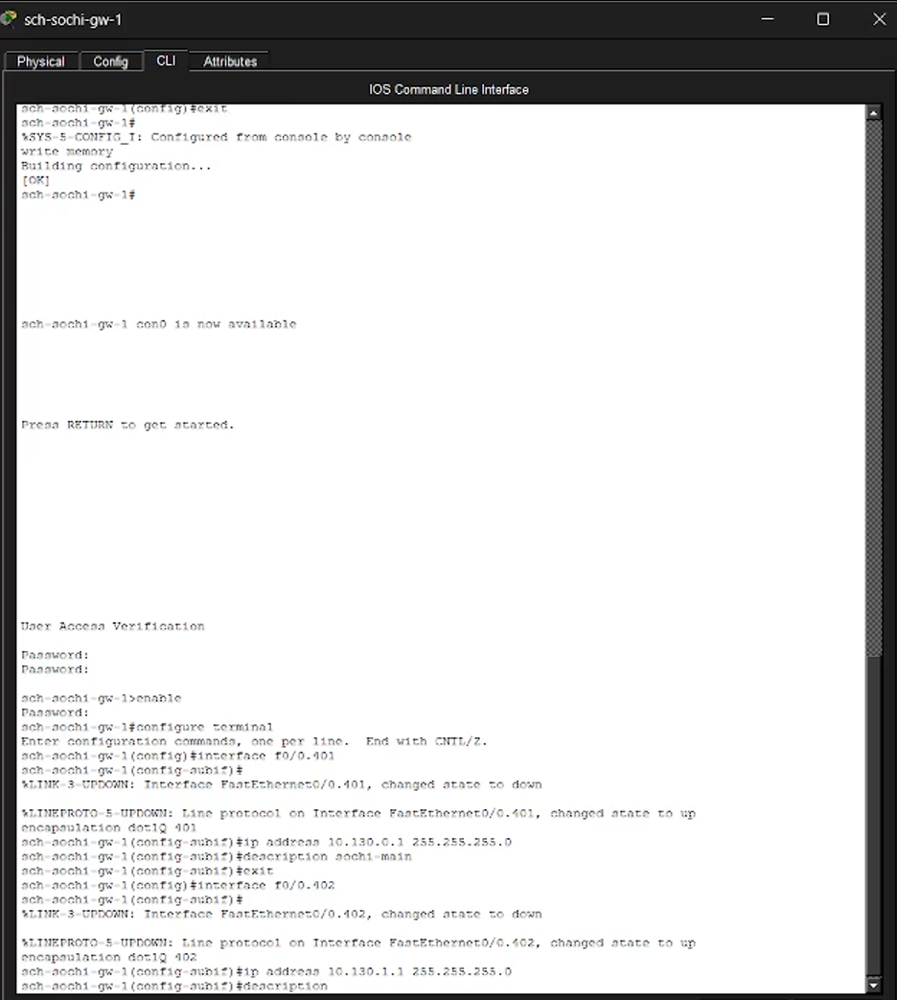 sch-sochi-gw-1
Physical Config CLI Attributes
IOS Command Line Interface
sch-sochi-gw-1(config)#exit
sch-sochi-gw-1#
%SYS-5-CONFIG_I: Configured from console by console
write memory
Building configuration...
[OK]
sch-sochi-gw-1#
sch-sochi-gw-1 con0 is now available
Press RETURN to get started.
User Access Verification
Password:
Password:
sch-sochi-gw-1>enable
Password:
sch-sochi-gw-1#configure terminal
Enter configuration commands, one per line.  End with CNTL/Z.
sch-sochi-gw-1(config)#interface f0/0.401
sch-sochi-gw-1(config-subif)#
%LINK-3-UPDOWN: Interface FastEthernet0/0.401, changed state to down
%LINEPROTO-5-UPDOWN: Line protocol on Interface FastEthernet0/0.401, changed state to up
encapsulation dot1Q 401
sch-sochi-gw-1(config-subif)#ip address 10.130.0.1 255.255.255.0
sch-sochi-gw-1(config-subif)#description sochi-main
sch-sochi-gw-1(config-subif)#exit
sch-sochi-gw-1(config)#interface f0/0.402
sch-sochi-gw-1(config-subif)#
%LINK-3-UPDOWN: Interface FastEthernet0/0.402, changed state to down
%LINEPROTO-5-UPDOWN: Line protocol on Interface FastEthernet0/0.402, changed state to up
encapsulation dot1Q 402
sch-sochi-gw-1(config-subif)#ip address 10.130.1.1 255.255.255.0
sch-sochi-gw-1(config-subif)#description